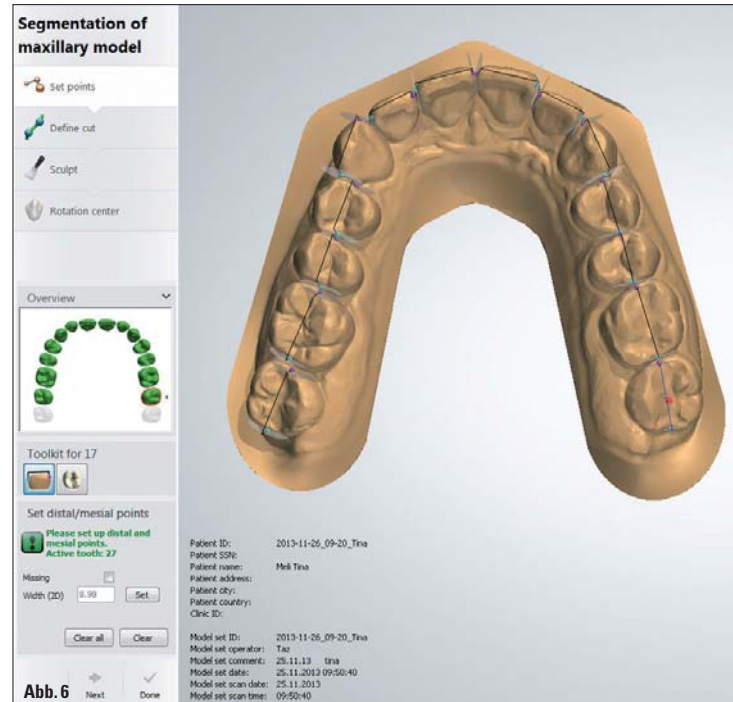 Segmentation of
maxillary model
Set points
Define cut
Sculpt
Rotation center
Overview
Toolkit for 17
Set distal/mesial points
Please set up distal and
mesial points.
Active tooth: 27
Missing
Width (2D) 9.98 Set
Clear all Clear
Next Done
Abb. 6
Patient ID: 2013-11-26_09-20_Tina
Patient SSN:
Patient name: Meli Tina
Patient address:
Patient city:
Patient country:
Clinic ID:
Model set ID: 2013-11-26_09-20_Tina
Model set operator: Taz
Model set comment: 25.11.13 tina
Model set date: 25.11.2013 09:50:40
Model set scan date: 25.11.2013
Model set scan time: 09:50:40